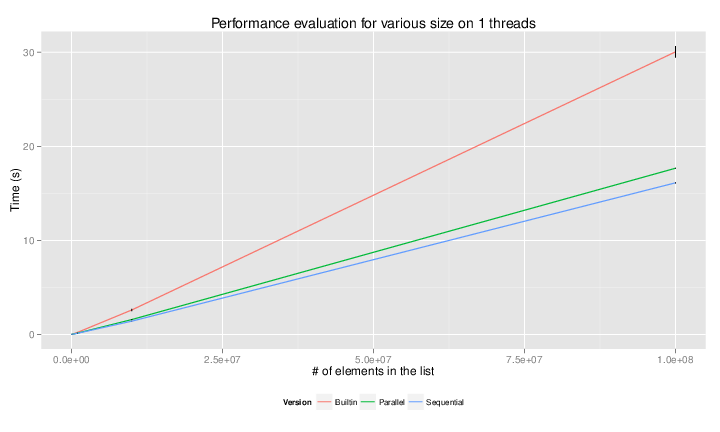 Performance evaluation for various size on 1 threads
30
20
10
0
Time (s)
0.0e+00 2.5e+07 5.0e+07 7.5e+07 1.0e+08
# of elements in the list
Version Builtin Parallel Sequential